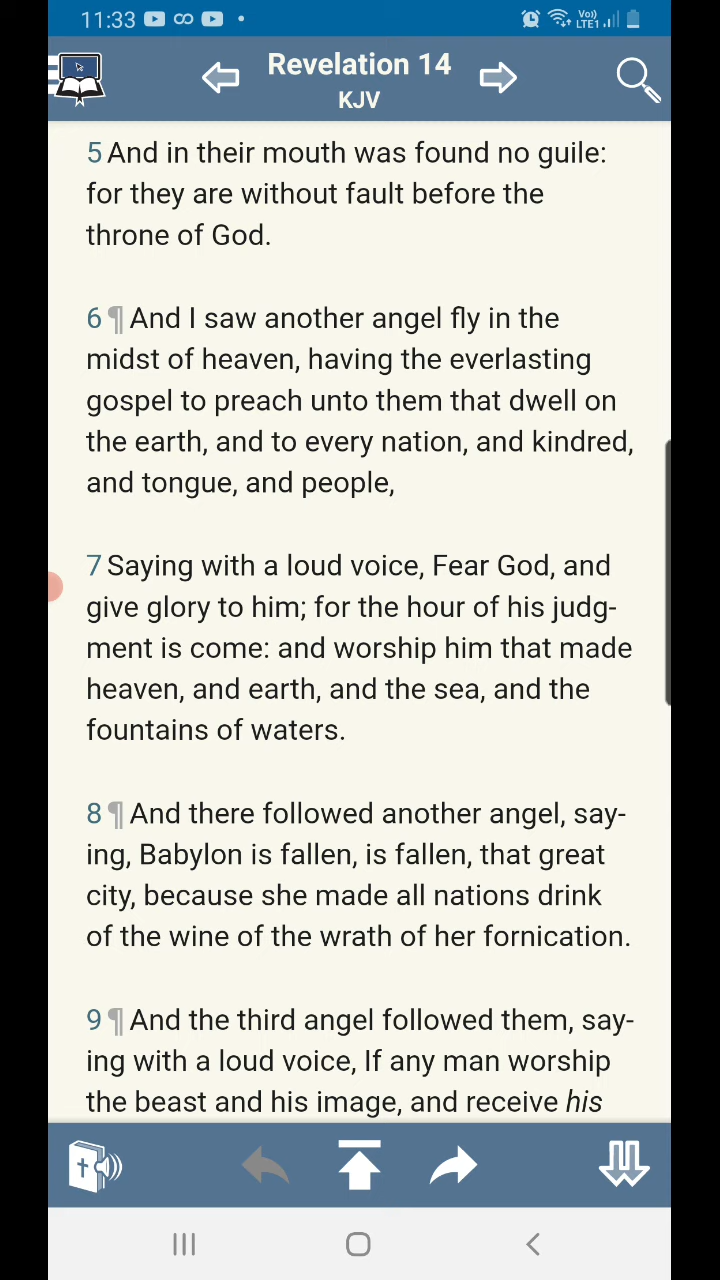 11:33
Vo))
LTE1
Revelation 14
KJV
5 And in their mouth was found no guile:
for they are without fault before the
throne of God.
6 ¶ And I saw another angel fly in the
midst of heaven, having the everlasting
gospel to preach unto them that dwell on
the earth, and to every nation, and kindred,
and tongue, and people,
7 Saying with a loud voice, Fear God, and
give glory to him; for the hour of his judg-
ment is come: and worship him that made
heaven, and earth, and the sea, and the
fountains of waters.
8 ¶ And there followed another angel, say-
ing, Babylon is fallen, is fallen, that great
city, because she made all nations drink
of the wine of the wrath of her fornication.
9 ¶ And the third angel followed them, say-
ing with a loud voice, If any man worship
the beast and his image, and receive his